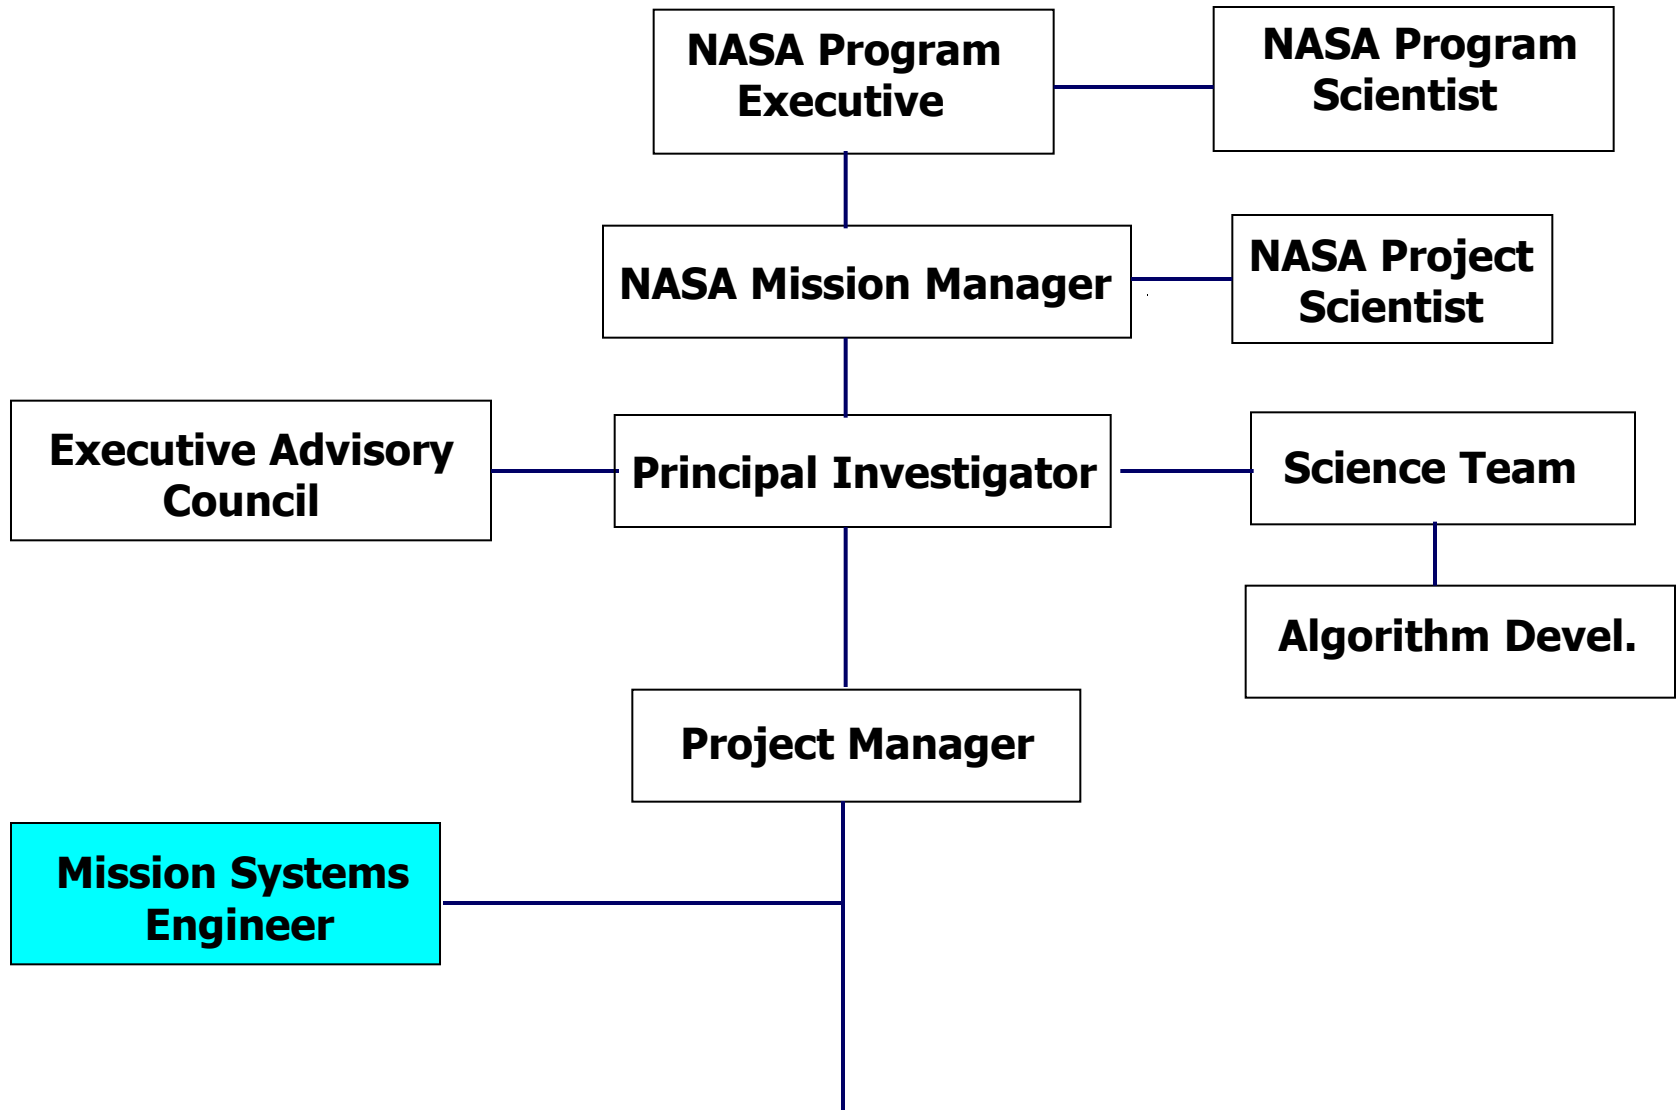 NASA Program
Executive
NASA Program
Scientist
NASA Mission Manager
NASA Project
Scientist
Executive Advisory
Council
Principal Investigator
Science Team
Algorithm Devel.
Project Manager
Mission Systems
Engineer